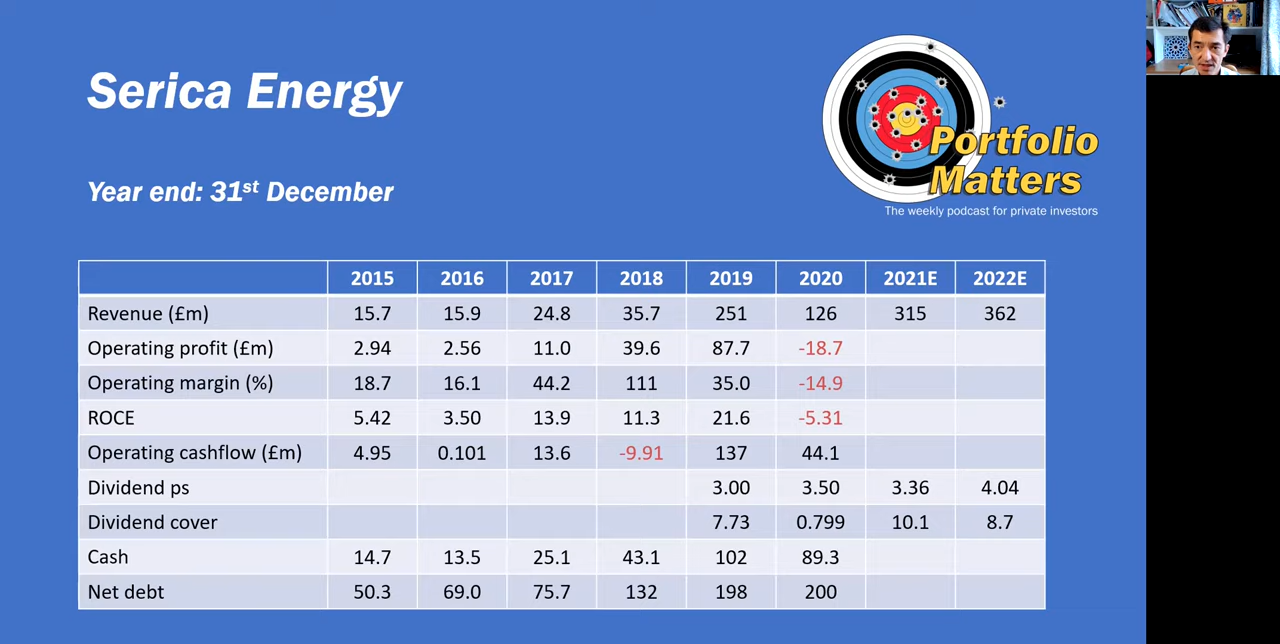 Serica Energy
Year end: 31st December
Portfolio
Matters
The weekly podcast for private investors
2015 2016 2017 2018 2019 2020 2021E 2022E
Revenue (£m) 15.7 15.9 24.8 35.7 251 126 315 362
Operating profit (£m) 2.94 2.56 11.0 39.6 87.7 -18.7
Operating margin (%) 18.7 16.1 44.2 111 35.0 -14.9
ROCE 5.42 3.50 13.9 11.3 21.6 -5.31
Operating cashflow (£m) 4.95 0.101 13.6 -9.91 137 44.1
Dividend ps 3.00 3.50 3.36 4.04
Dividend cover 7.73 0.799 10.1 8.7
Cash 14.7 13.5 25.1 43.1 102 89.3
Net debt 50.3 69.0 75.7 132 198 200